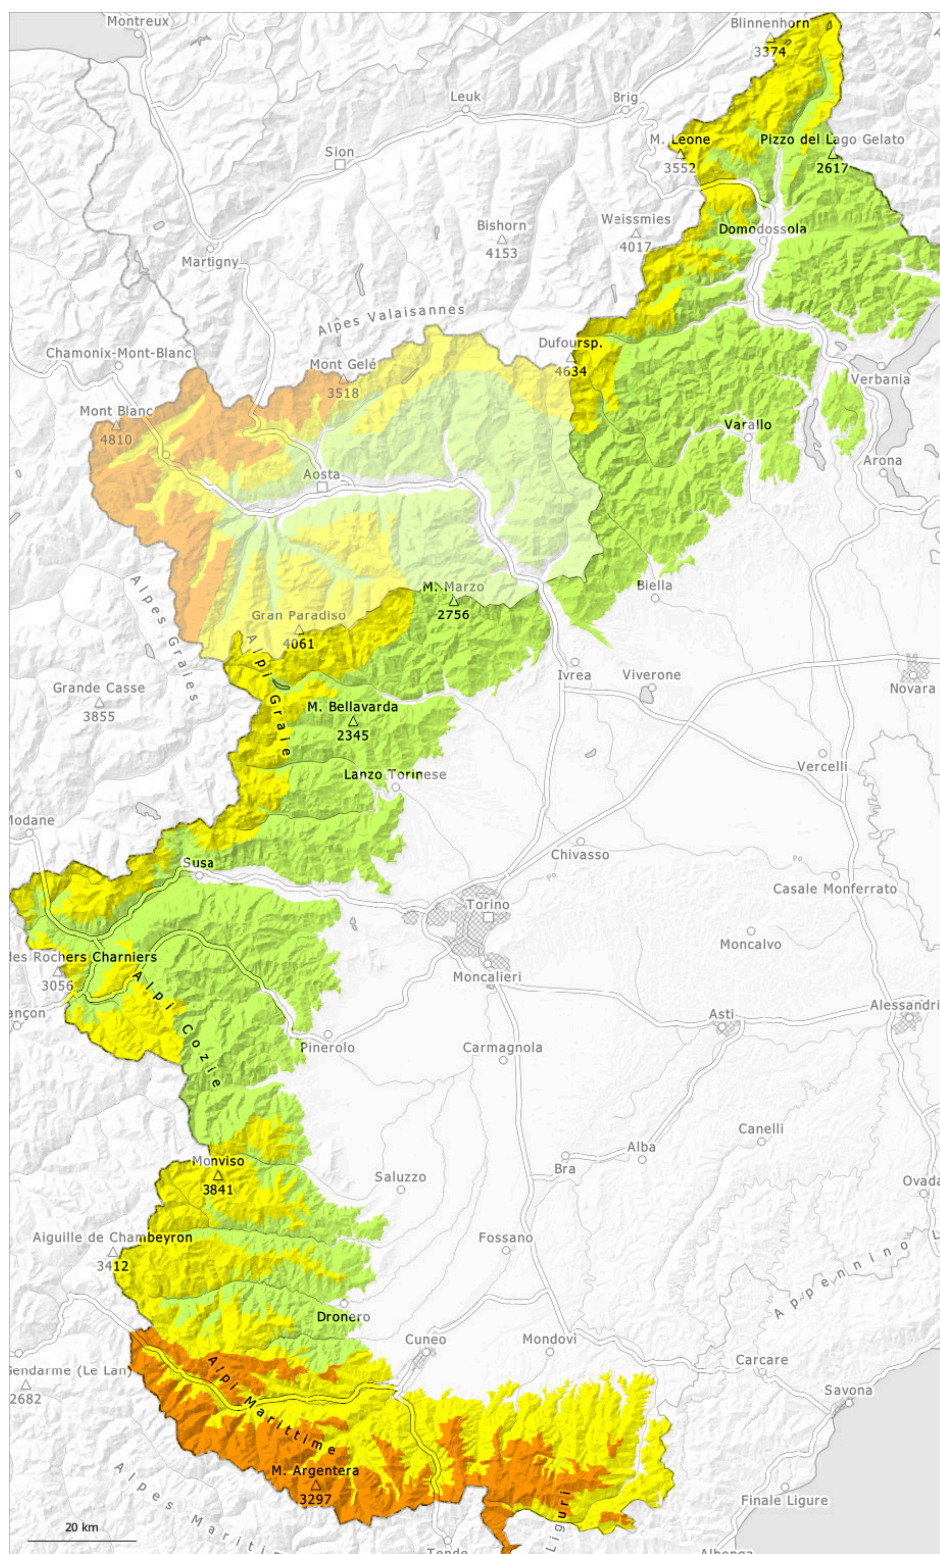 Montreux
Blinnenhorn
3374
Leuk
Brig
M. Leone
3552
Pizzo del Lago Gelato
2617
Sion
Bishorn
4153
Weissmies
4017
Domodossola
Martigny
Alpes Valaisannes
Chamonix-Mont-Blanc
Mont Gelé
3518
Dufoursp.
4634
Verbania
Mont Blanc
4810
Varallo
Aosta
Arona
Alpes Graies
M. Marzo
2756
Biella
Gran Paradiso
4061
Alpi Graie
Ivrea
Viverone
Novara
Grande Casse
3855
M. Bellavarda
2345
Vercelli
Lanzo Torinese
Modane
Chivasso
Po
Po
Susa
Casale Monferrato
Torino
Moncalvo
des Rochers Charniers
3056
Moncalieri
Alpi Cozie
ançon
Asti
Alessandri
Pinerolo
Carmagnola
Canelli
Alba
Bra
Monviso
3841
Saluzzo
Ovada
Aiguille de Chambeyron
3412
Fossano
Appennino L
Dronero
Cuneo
Mondovì
Gendarme (Le Lan
2682
Carcare
Savona
Alpi Marittime
M. Argentera
3297
Alpes Maritim
Finale Ligure
Liguri
20 km
Tende
Albenga